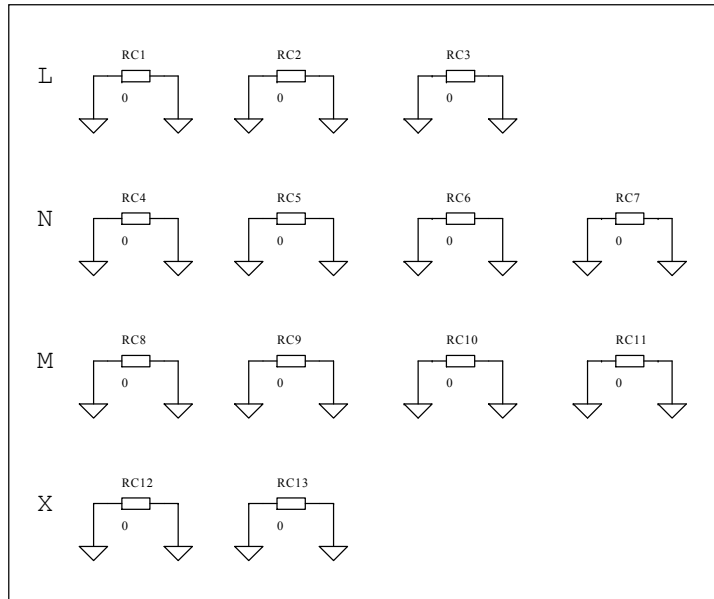 RC1 RC2 RC3
L
0 0 0
RC4 RC5 RC6 RC7
N
0 0 0 0
RC8 RC9 RC10 RC11
M
0 0 0 0
RC12 RC13
X
0 0